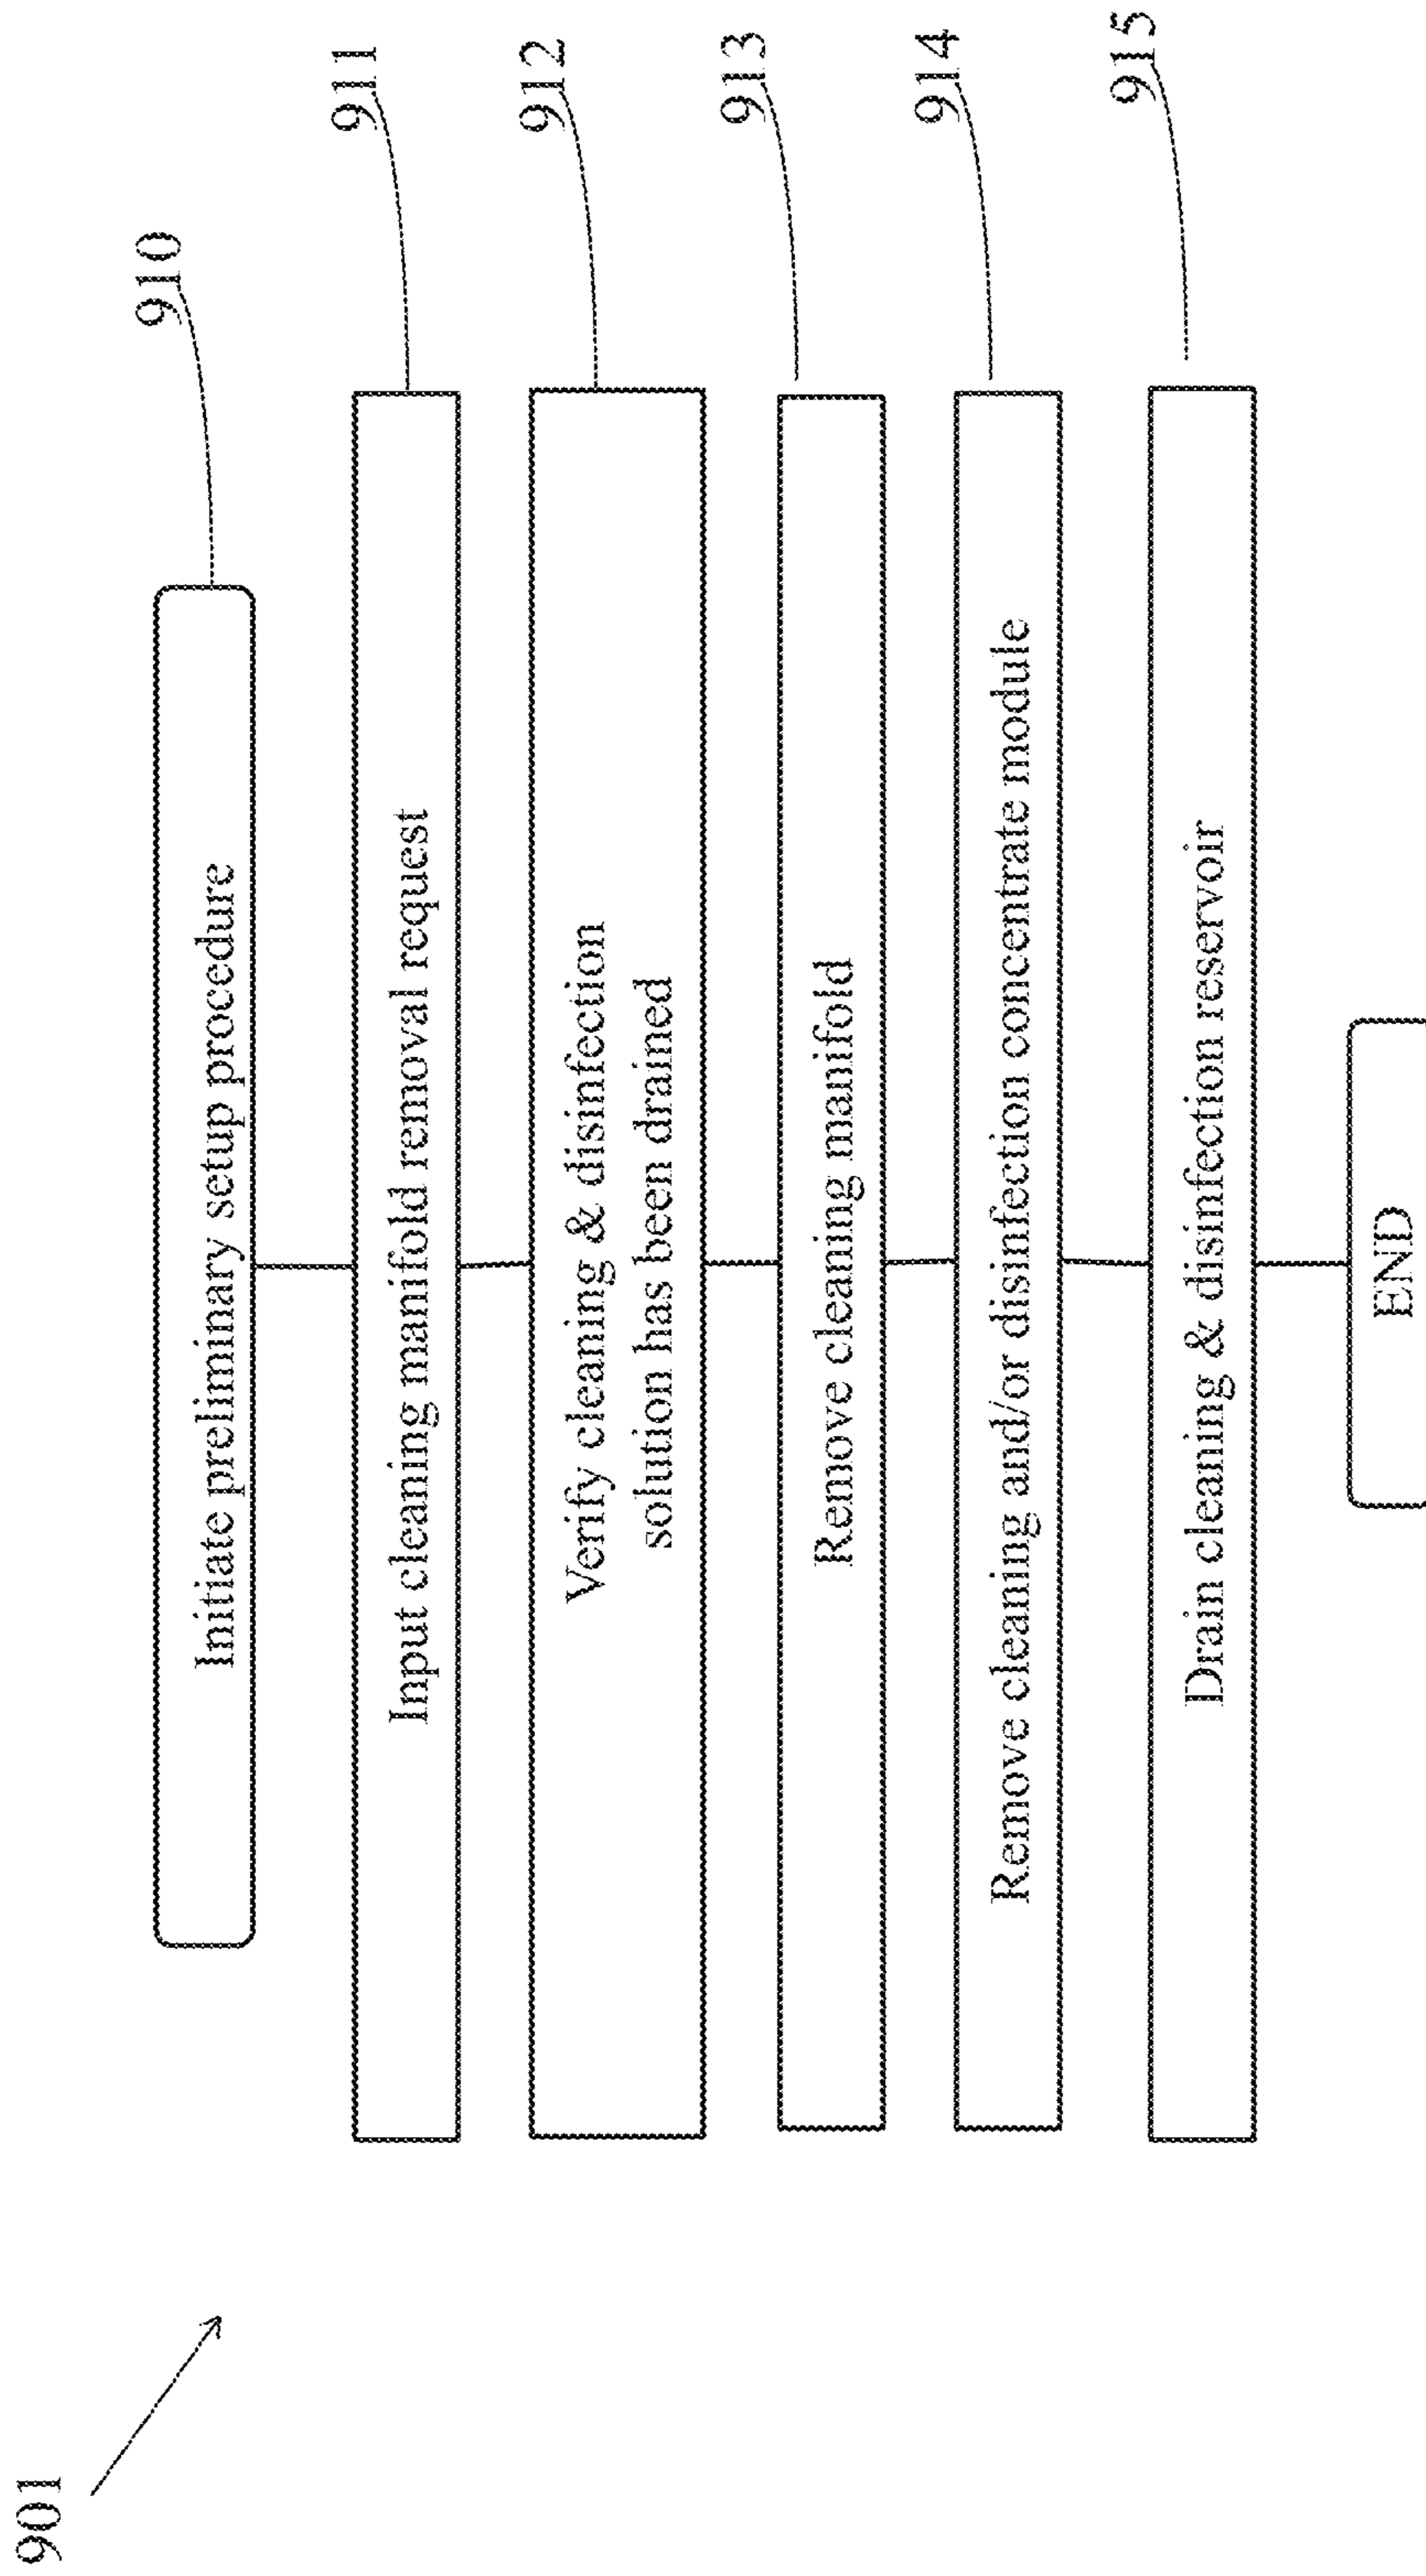 901
Initiate preliminary setup procedure
910
Input cleaning manifold removal request
911
Verify cleaning & disinfection
solution has been drained
912
Remove cleaning manifold
913
Remove cleaning and/or disinfection concentrate module
914
Drain cleaning & disinfection reservoir
915
END